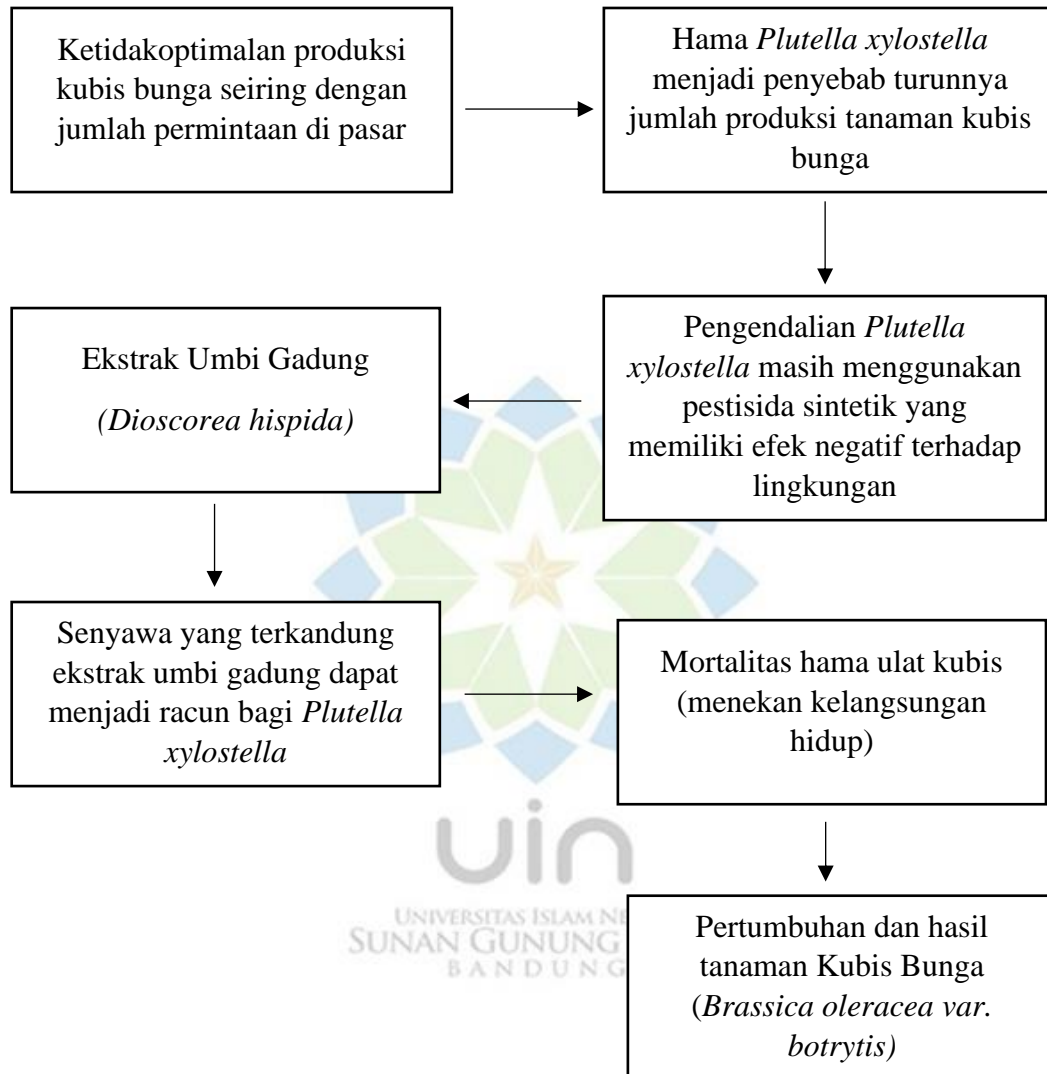 Ketidakoptimalan produksi
kubis bunga seiring dengan
jumlah permintaan di pasar
Hama Plutella xylostella
menjadi penyebab turunnya
jumlah produksi tanaman kubis
bunga
Pengendalian Plutella
xylostella masih menggunakan
pestisida sintetik yang
memiliki efek negatif terhadap
lingkungan
Ekstrak Umbi Gadung
(Dioscorea hispida)
Senyawa yang terkandung
ekstrak umbi gadung dapat
menjadi racun bagi Plutella
xylostella
Mortalitas hama ulat kubis
(menekan kelangsungan
hidup)
Pertumbuhan dan hasil
tanaman Kubis Bunga
(Brassica oleracea var.
botrytis)
uin
UNIVERSITAS ISLAM NE
SUNAN GUNUNG
BANDUNG